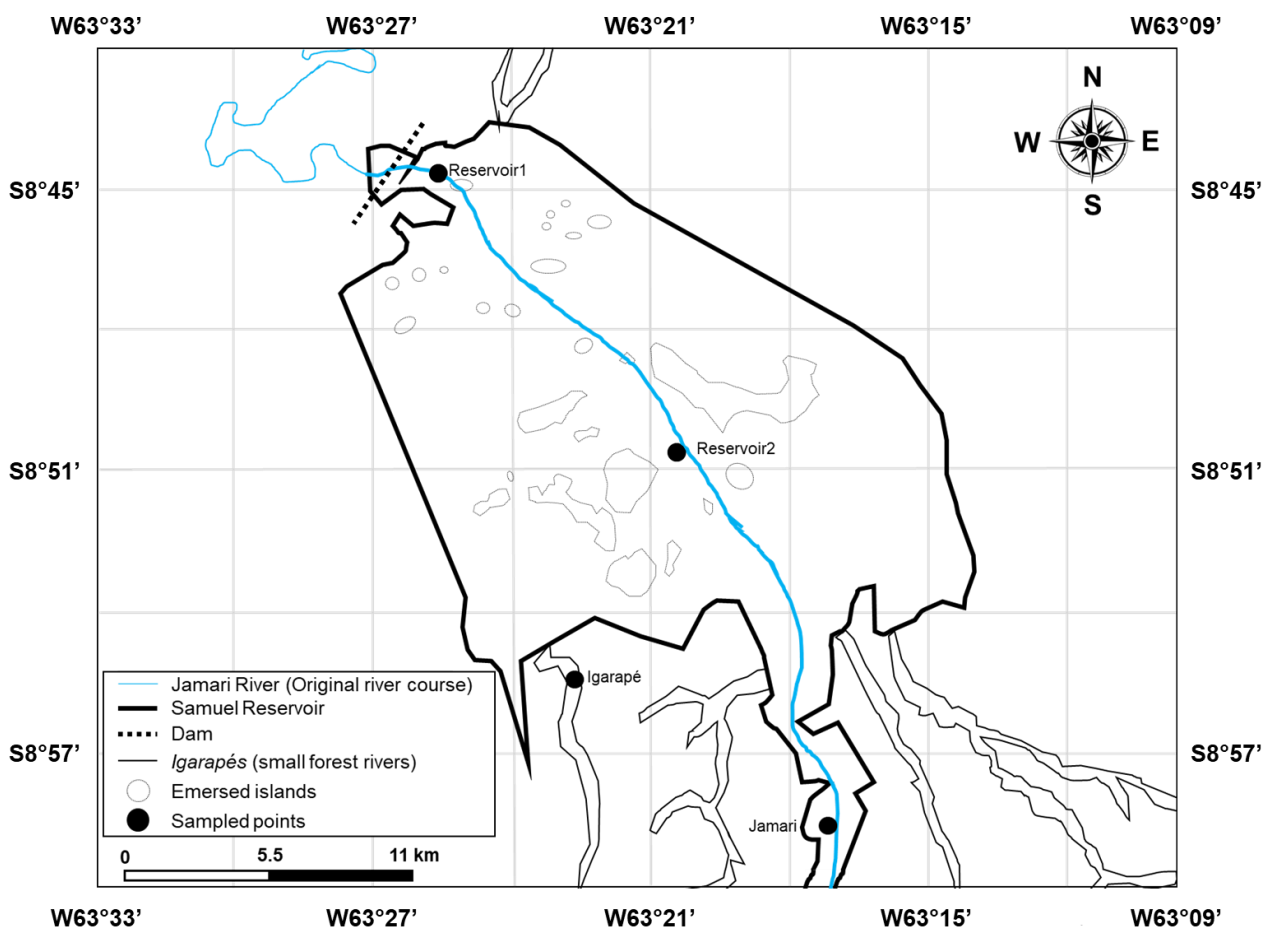 W63°33’ W63°27’ W63°21’ W63°15’ W63°09’
N
W E
S
Reservoir1
S8°45’ S8°45’
Reservoir2
S8°51’ S8°51’
Igarapé
Jamari River (Original river course)
Samuel Reservoir
Dam
Igarapés (small forest rivers)
Emersed islands
Sampled points
S8°57’ S8°57’
Jamari
0 5.5 11 km
W63°33’ W63°27’ W63°21’ W63°15’ W63°09’